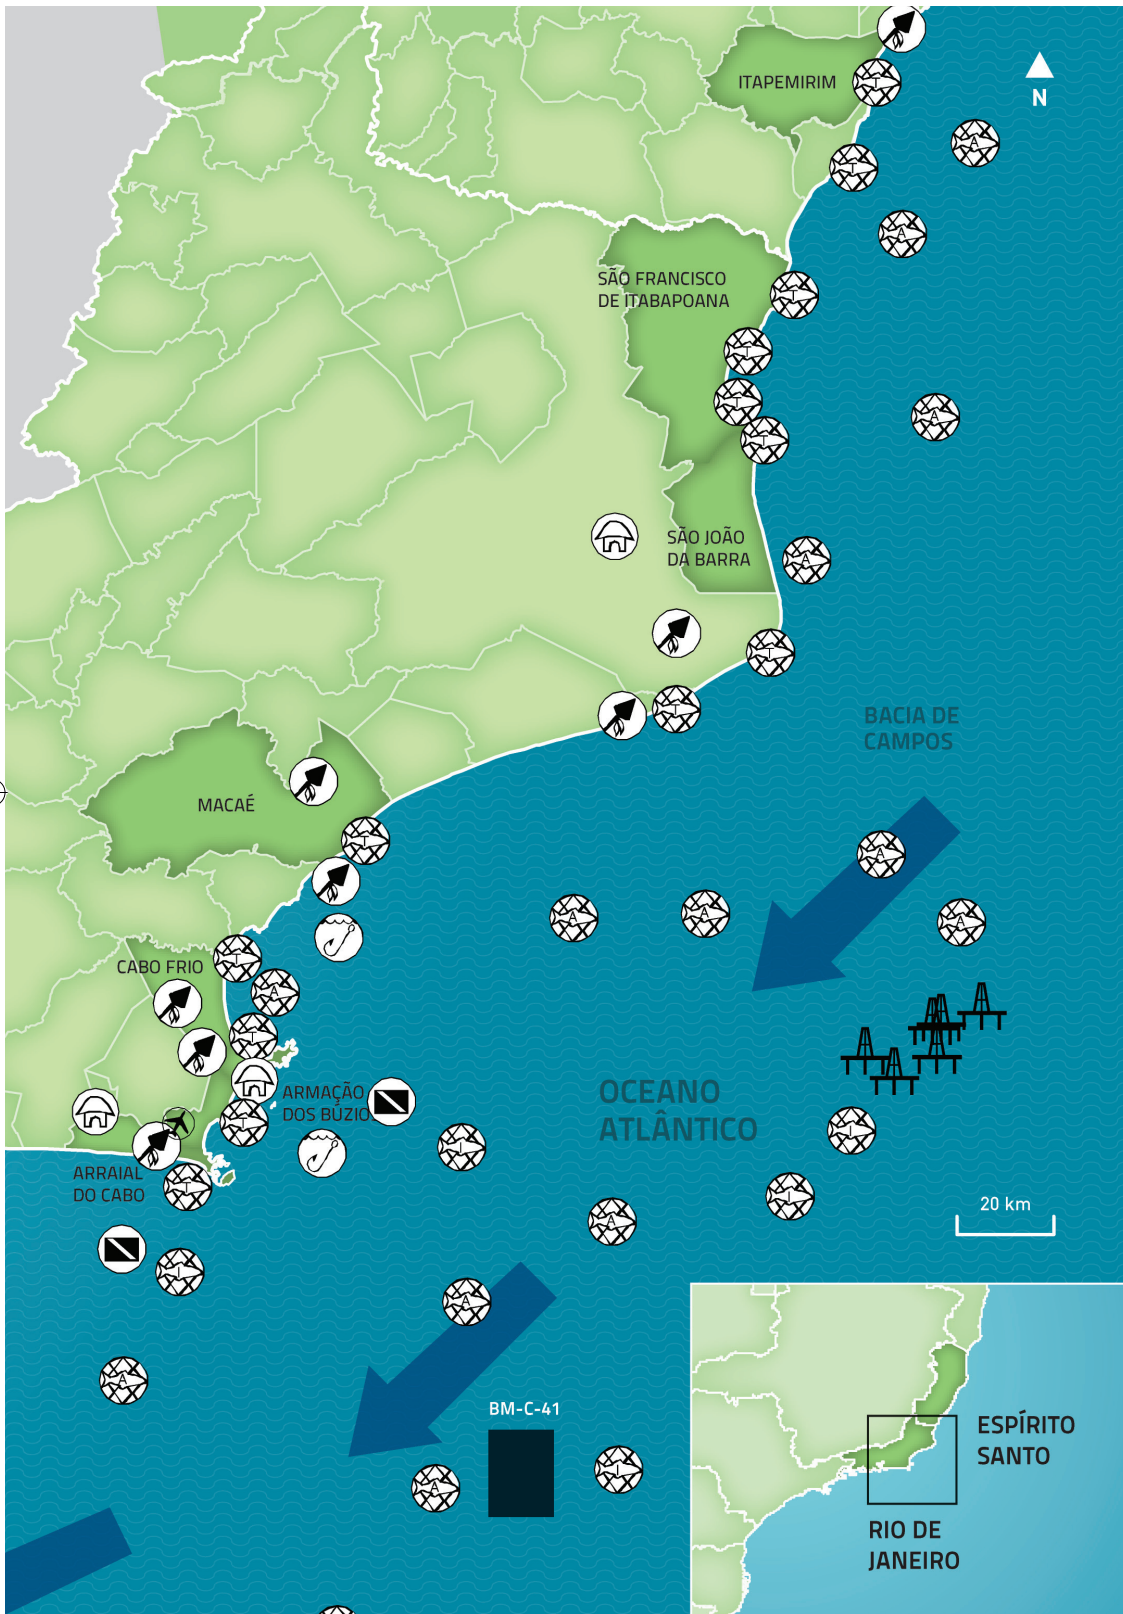 ITAPEMIRIM
N
T
A
T
A
SÃO FRANCISCO
DE ITABAPOANA
T
T
T
A
T
SÃO JOÃO
DA BARRA
A
T
T
BACIA DE
CAMPOS
MACAÉ
T
A
A
A
A
CABO FRIO
T
A
T
ARMAÇÃO
DOS BÚZIO
OCEANO
ATLÂNTICO
T
I
I
ARRAIAL
DO CABO
T
I
20 km
A
I
A
A
BM-C-41
A
I
ESPÍRITO
SANTO
RIO DE
JANEIRO